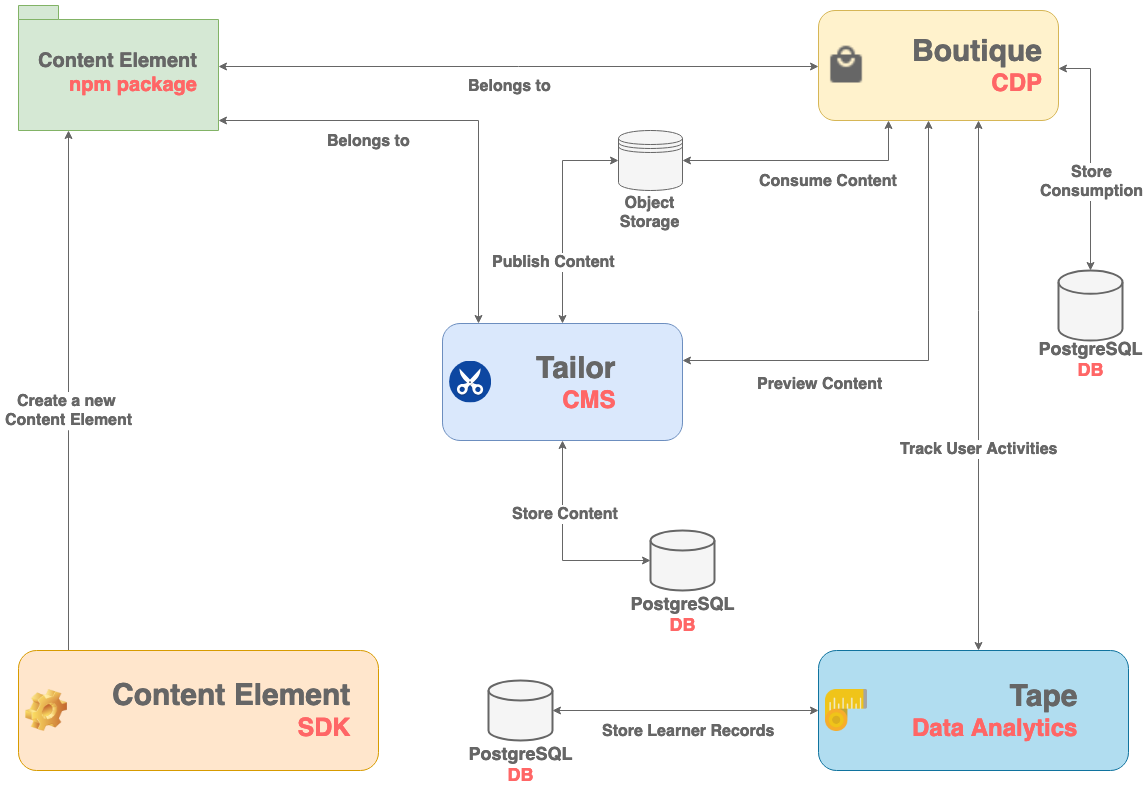 Content Element
npm package
Boutique
CDP
Belongs to
Belongs to
Object
Storage
Consume Content
Store
Consumption
Publish Content
PostgreSQL
DB
Tailor
CMS
Preview Content
Create a new
Content Element
Track User Activities
Store Content
PostgreSQL
DB
Content Element
SDK
Tape
Data Analytics
Store Learner Records
PostgreSQL
DB